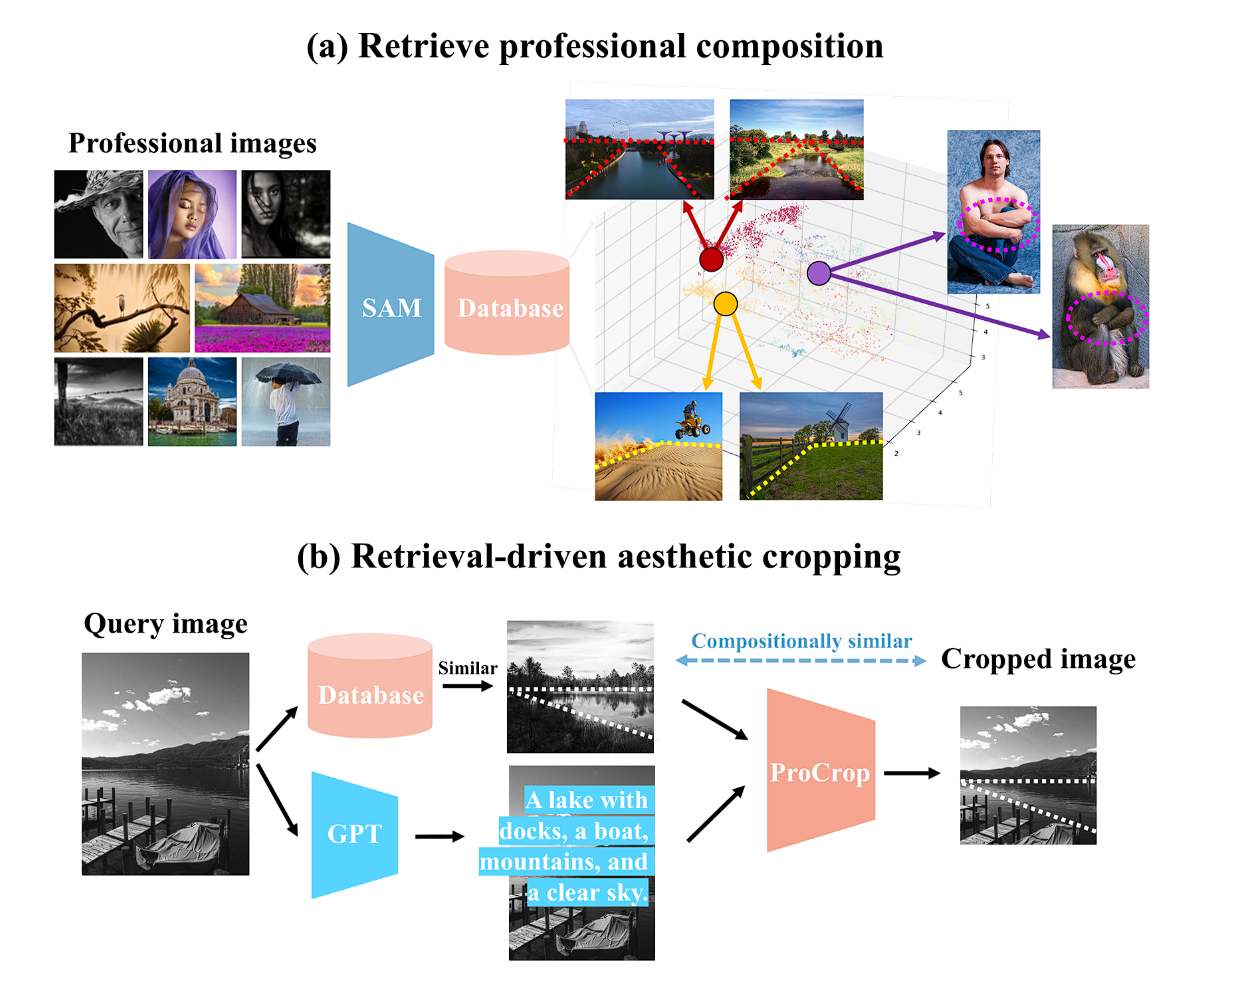 (a) Retrieve professional composition
Professional images
SAM
Database
5
4
3
5
4
3
2
(b) Retrieval-driven aesthetic cropping
Query image
Database
Similar
Compositionally similar
Cropped image
ProCrop
GPT
A lake with
docks, a boat,
mountains, and
a clear sky.